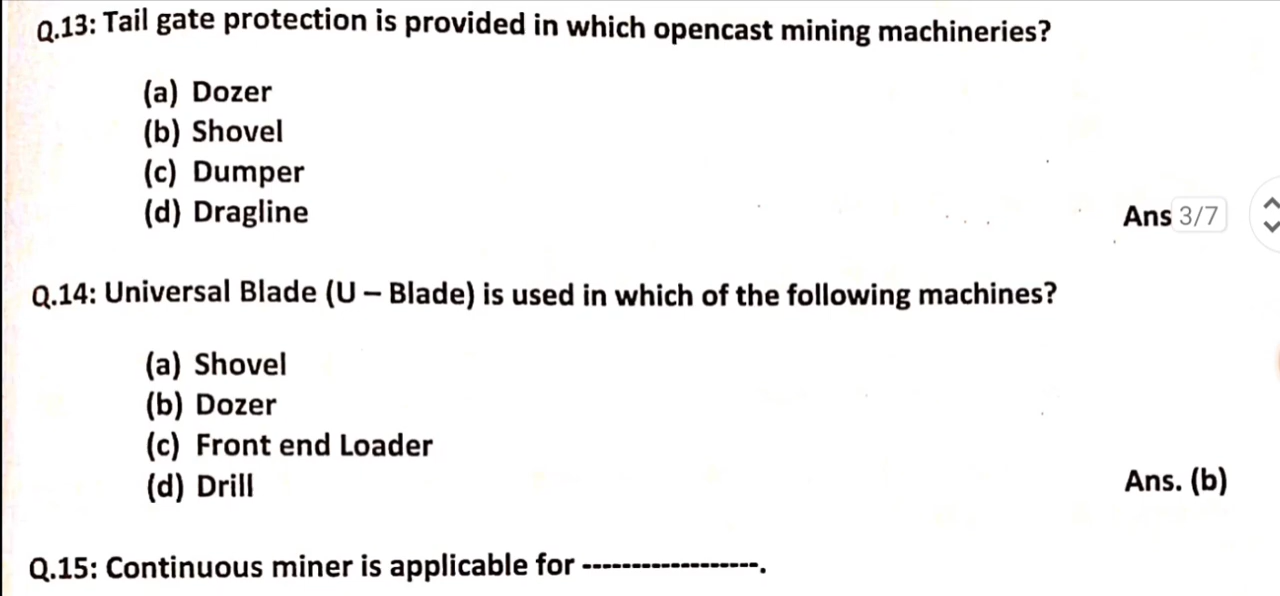 Q.13: Tail gate protection is provided in which opencast mining machineries?
(a) Dozer
(b) Shovel
(c) Dumper
(d) Dragline
Ans 3/7
Q.14: Universal Blade (U – Blade) is used in which of the following machines?
(a) Shovel
(b) Dozer
(c) Front end Loader
(d) Drill
Ans. (b)
Q.15: Continuous miner is applicable for ------------------.